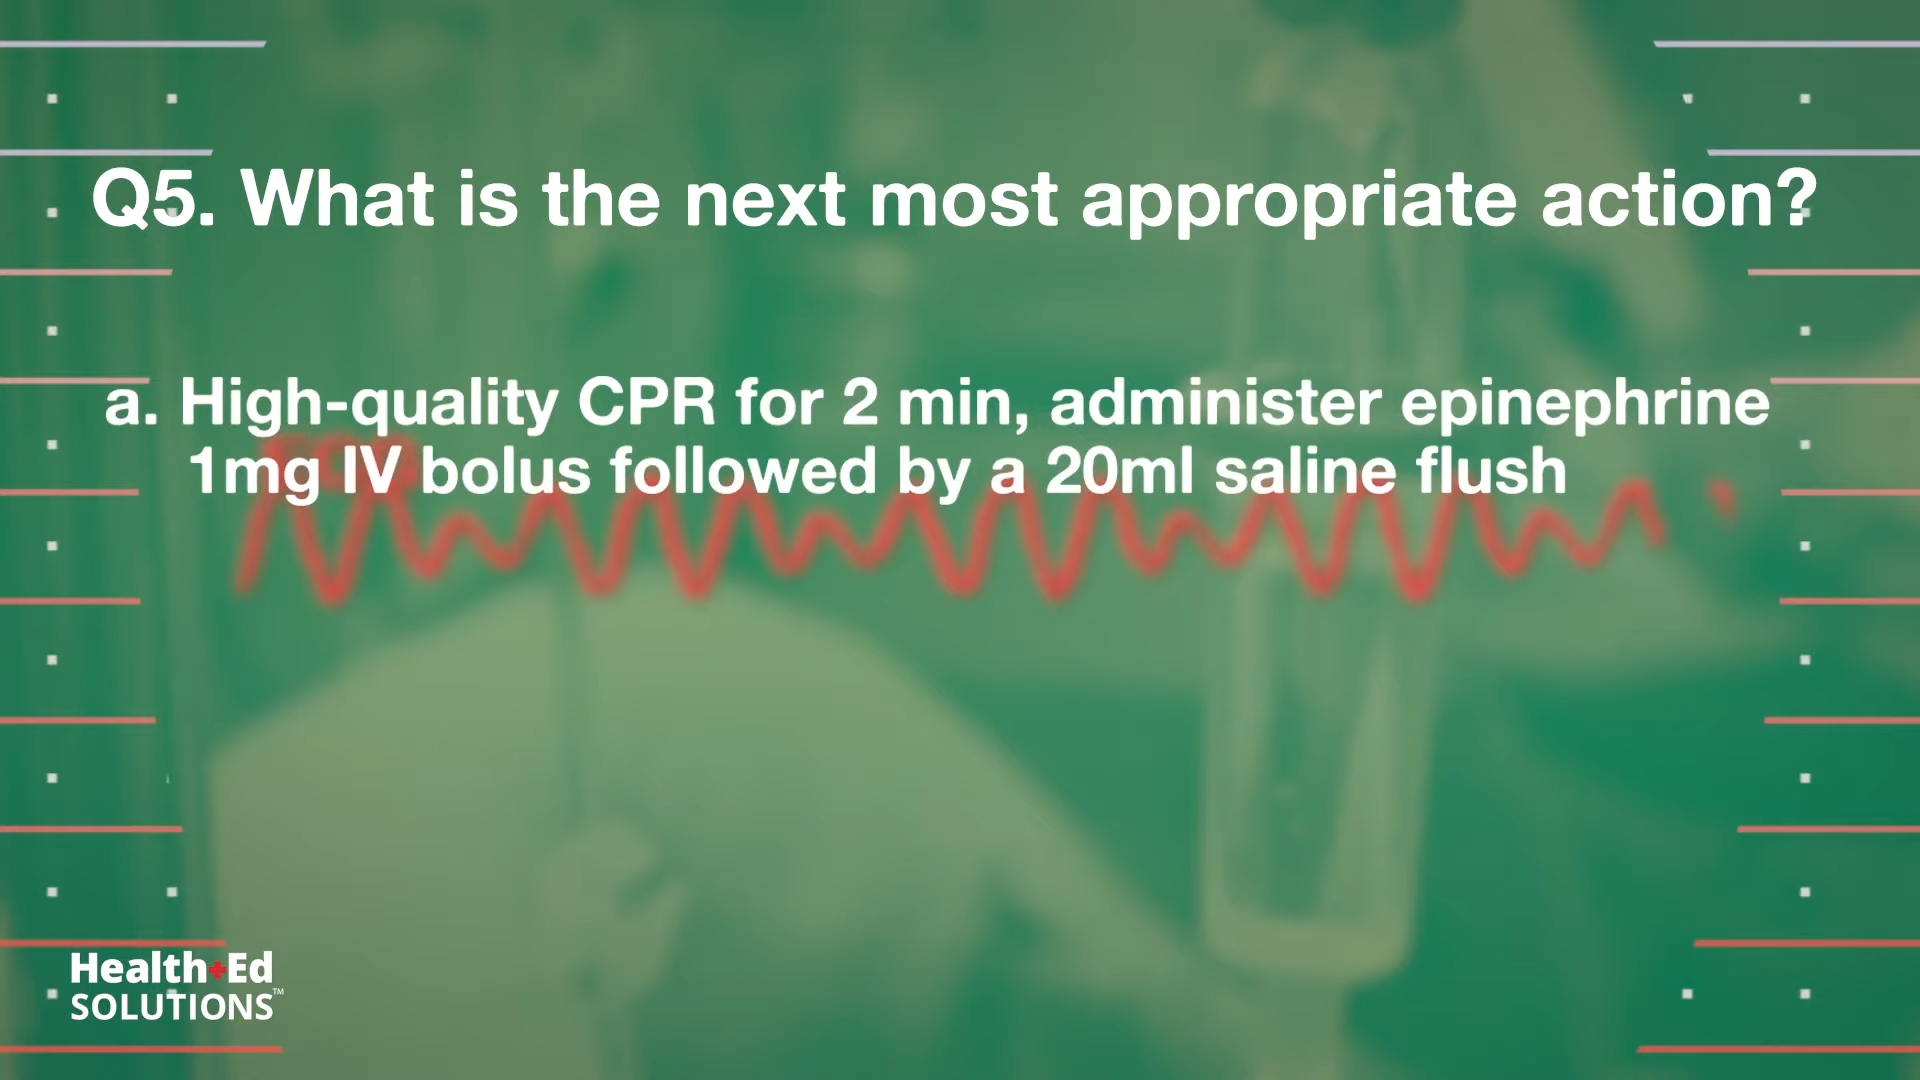 Q5. What is the next most appropriate action?
a. High-quality CPR for 2 min, administer epinephrine
1mg IV bolus followed by a 20ml saline flush
Health+Ed
SOLUTIONS™